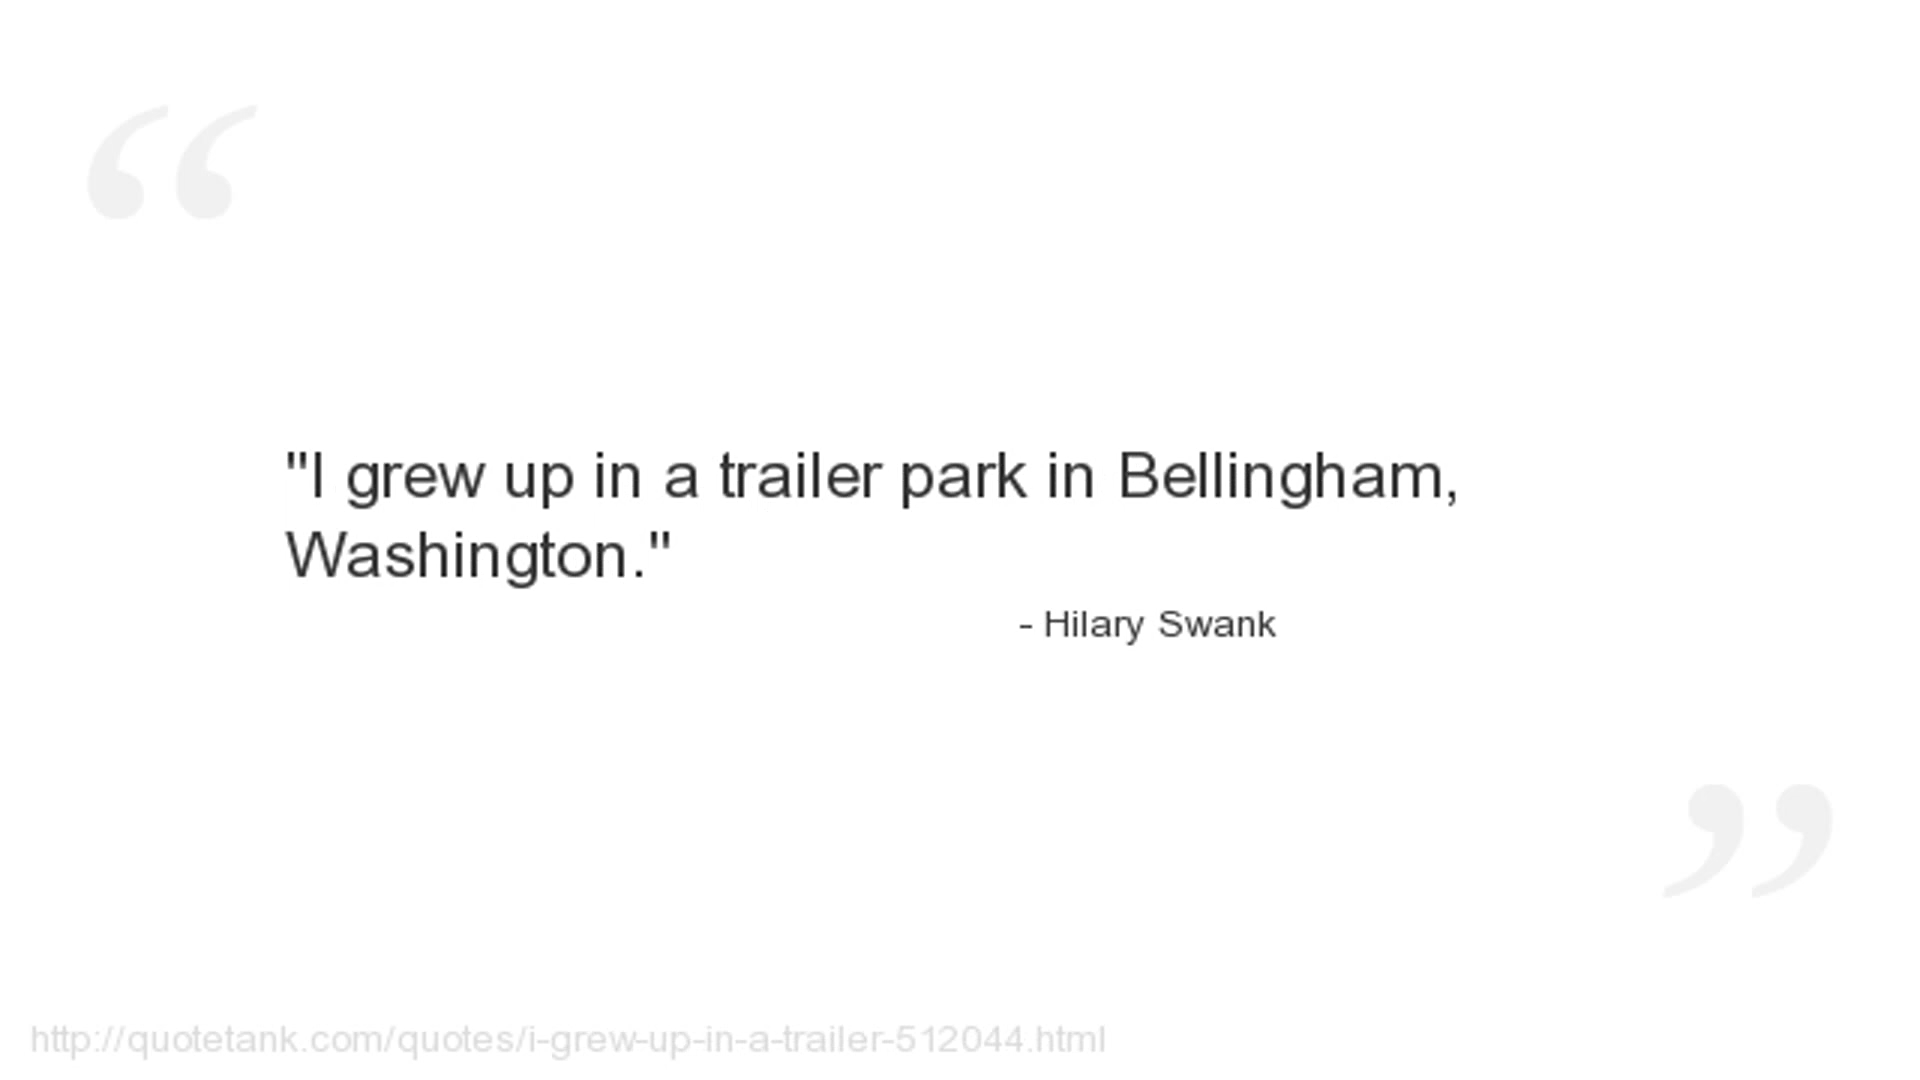 "I grew up in a trailer park in Bellingham,
Washington."
- Hilary Swank
http://quotetank.com/quotes/i-grew-up-in-a-trailer-512044.html